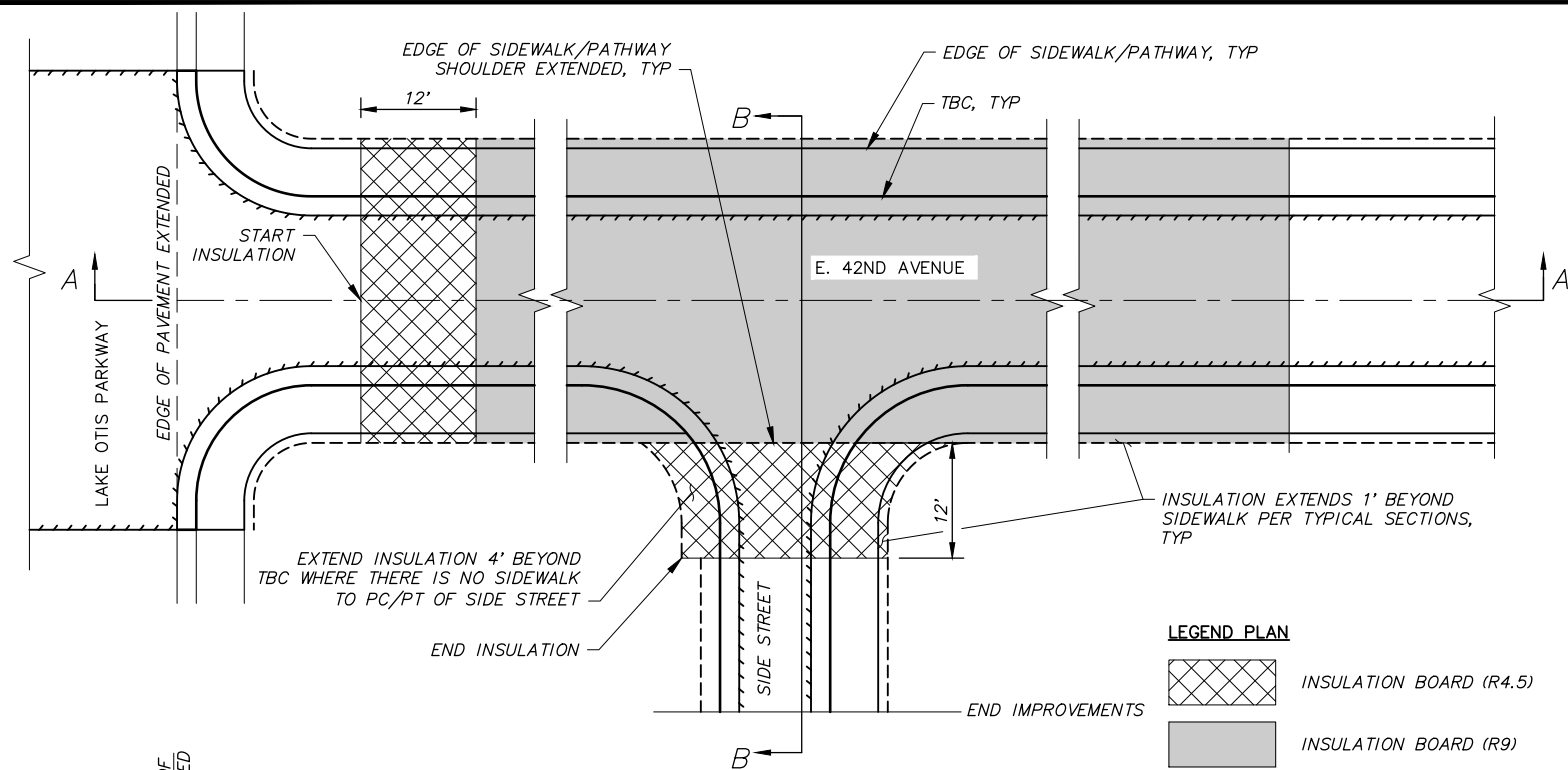 EDGE OF SIDEWALK/PATHWAY
SHOULDER EXTENDED, TYP
EDGE OF SIDEWALK/PATHWAY, TYP
12'
TBC, TYP
B
EDGE OF PAVEMENT EXTENDED
START
INSULATION
E. 42ND AVENUE
A
A
LAKE OTIS PARKWAY
12'
INSULATION EXTENDS 1' BEYOND
SIDEWALK PER TYPICAL SECTIONS,
TYP
EXTEND INSULATION 4' BEYOND
TBC WHERE THERE IS NO SIDEWALK
TO PC/PT OF SIDE STREET
END INSULATION
SIDE STREET
LEGEND PLAN
INSULATION BOARD (R4.5)
END IMPROVEMENTS
INSULATION BOARD (R9)
B